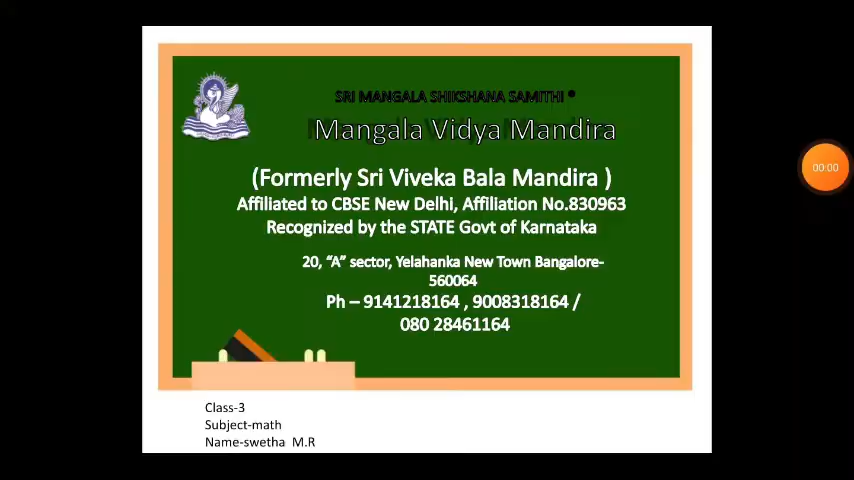 SRI MANGALA SHIKSHANA SAMITHI ®
Mangala Vidya Mandira
(Formerly Sri Viveka Bala Mandira )
Affiliated to CBSE New Delhi, Affiliation No.830963
Recognized by the STATE Govt of Karnataka
20, “A” sector, Yelahanka New Town Bangalore-
560064
Ph – 9141218164 , 9008318164 /
080 28461164
00:00
Class-3
Subject-math
Name-swetha M.R